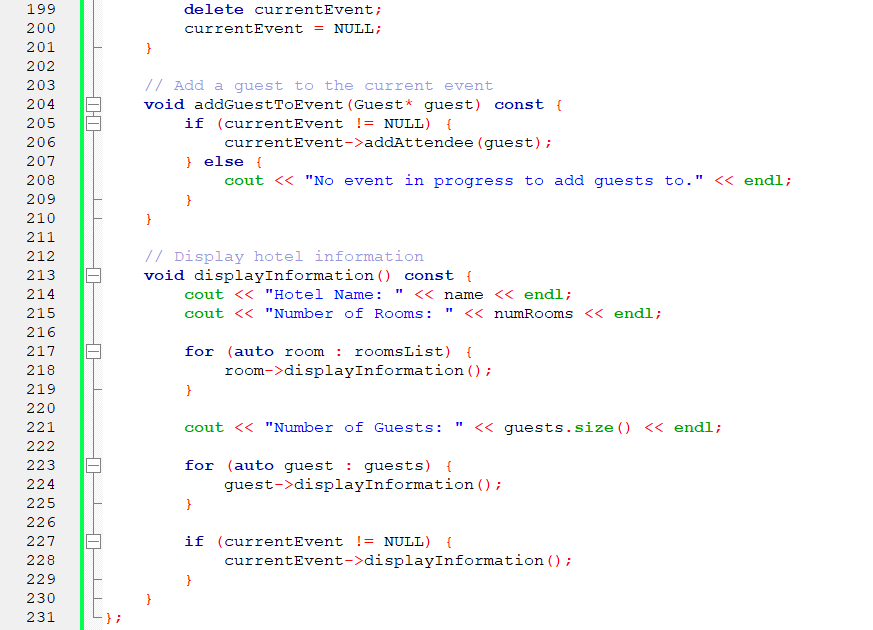 199         delete currentEvent;
200         currentEvent = NULL;
201     }
202
203     // Add a guest to the current event
204     void addGuestToEvent(Guest* guest) const {
205         if (currentEvent != NULL) {
206             currentEvent->addAttendee(guest);
207         } else {
208             cout << "No event in progress to add guests to." << endl;
209         }
210     }
211
212     // Display hotel information
213     void displayInformation() const {
214         cout << "Hotel Name: " << name << endl;
215         cout << "Number of Rooms: " << numRooms << endl;
216
217         for (auto room : roomsList) {
218             room->displayInformation();
219         }
220
221         cout << "Number of Guests: " << guests.size() << endl;
222
223         for (auto guest : guests) {
224             guest->displayInformation();
225         }
226
227         if (currentEvent != NULL) {
228             currentEvent->displayInformation();
229         }
230     }
231 };